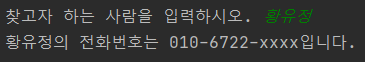 찾고자 하는 사람을 입력하시오. 황유정
황유정의 전화번호는 010-6722-xxxx입니다.